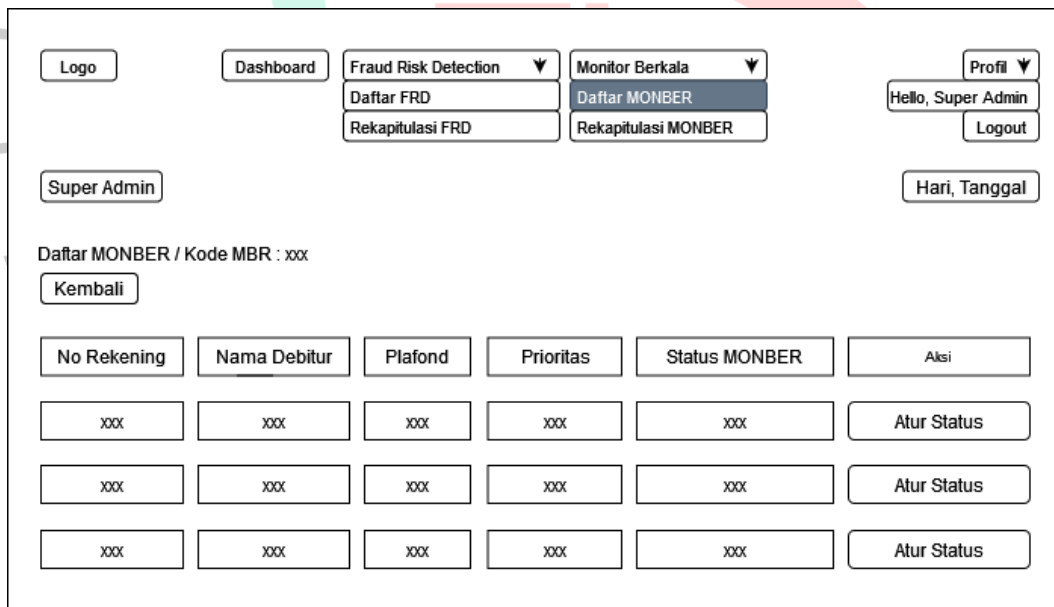 Logo Dashboard Fraud Risk Detection Monitor Berkala Profil
Daftar FRD Daftar MONBER Hello, Super Admin
Rekapitulasi FRD Rekapitulasi MONBER Logout
Super Admin Hari, Tanggal
Daftar MONBER / Kode MBR : xxx
Kembali
No Rekening Nama Debitur Plafond Prioritas Status MONBER Aksi
xxx xxx xxx xxx xxx Atur Status
xxx xxx xxx xxx xxx Atur Status
xxx xxx xxx xxx xxx Atur Status